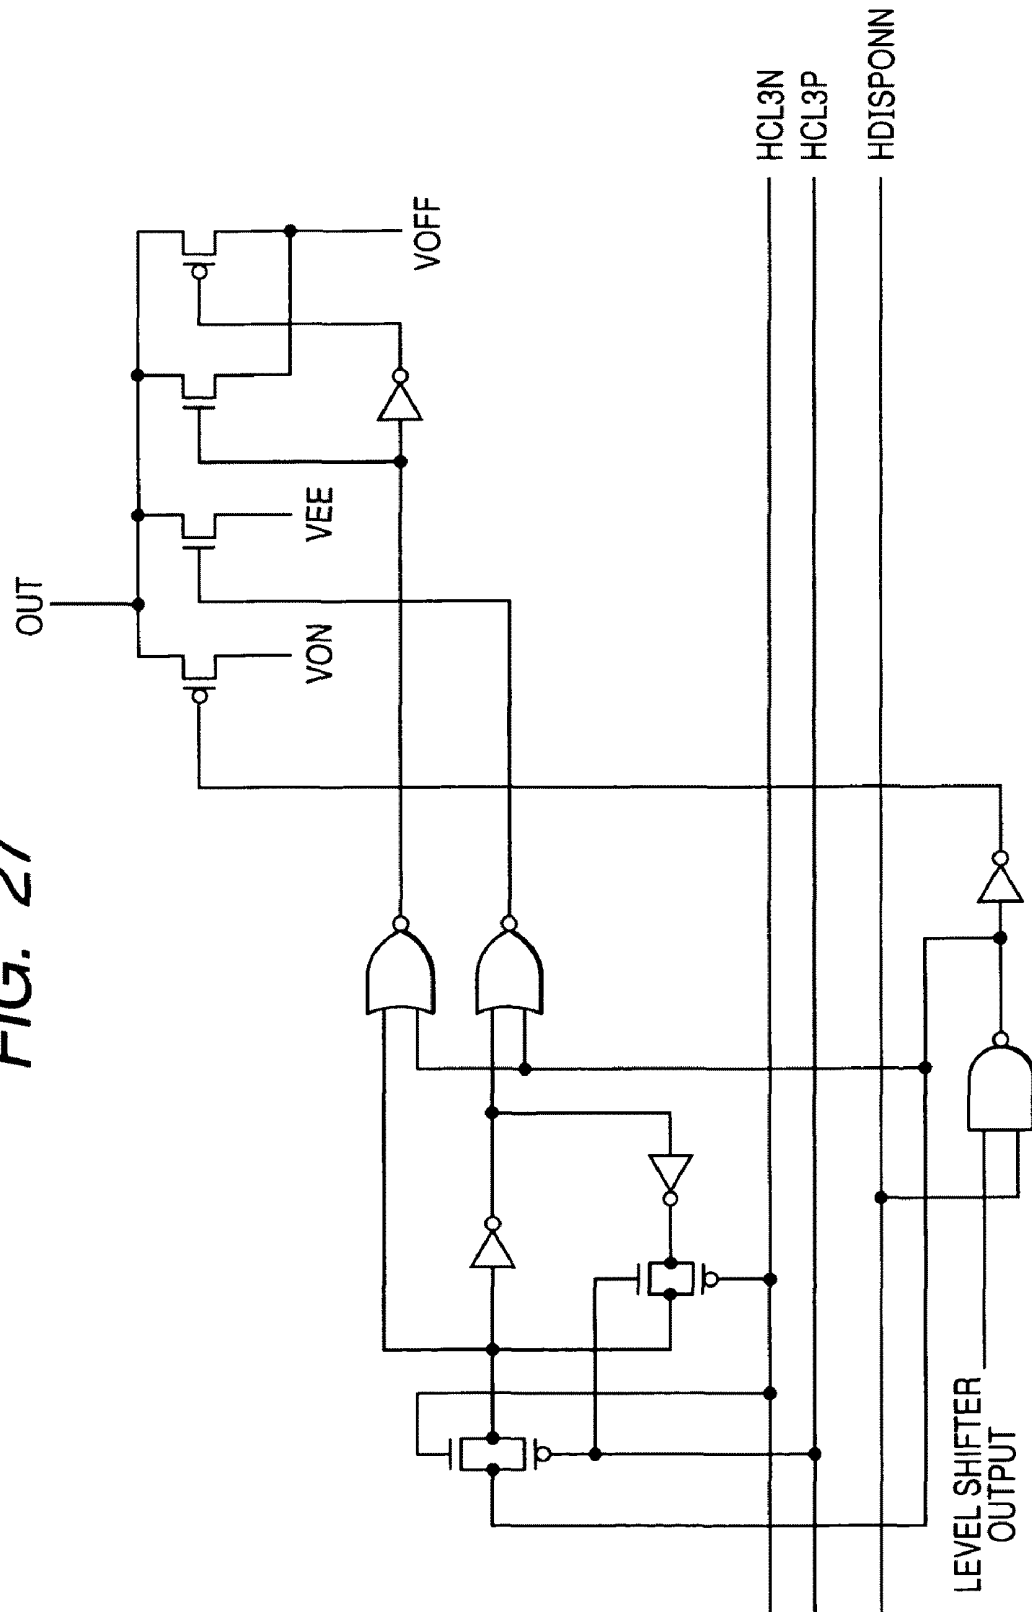 FIG. 27
OUT
VON
VEE
VOFF
HCL3N
HCL3P
HDISPONN
LEVEL SHIFTER
OUTPUT